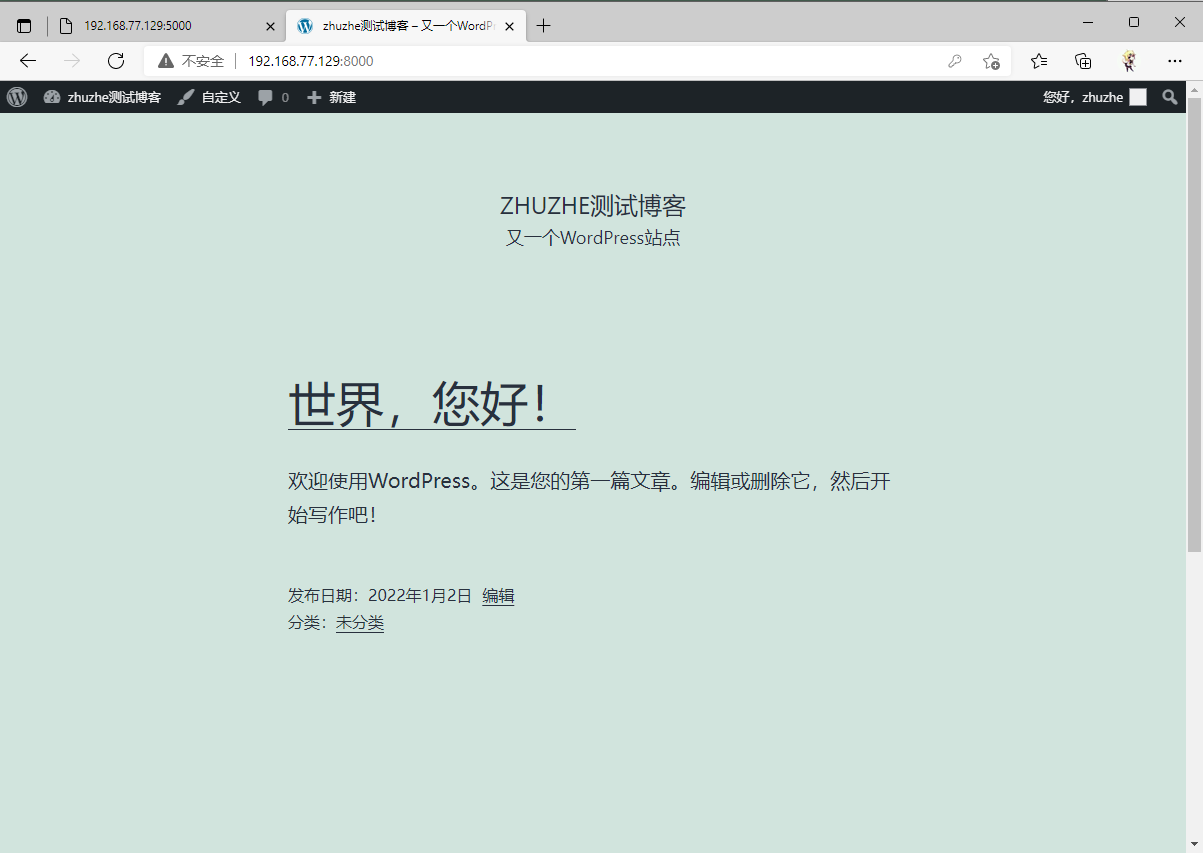 192.168.77.129:5000
zhuzhe测试博客 – 又一个WordP
不安全
192.168.77.129:8000
zhuzhe测试博客 自定义 0 新建 您好，zhuzhe
ZHUZHE测试博客
又一个WordPress站点
世界，您好！
欢迎使用WordPress。这是您的第一篇文章。编辑或删除它，然后开
始写作吧！
发布日期：2022年1月2日 编辑
分类：未分类